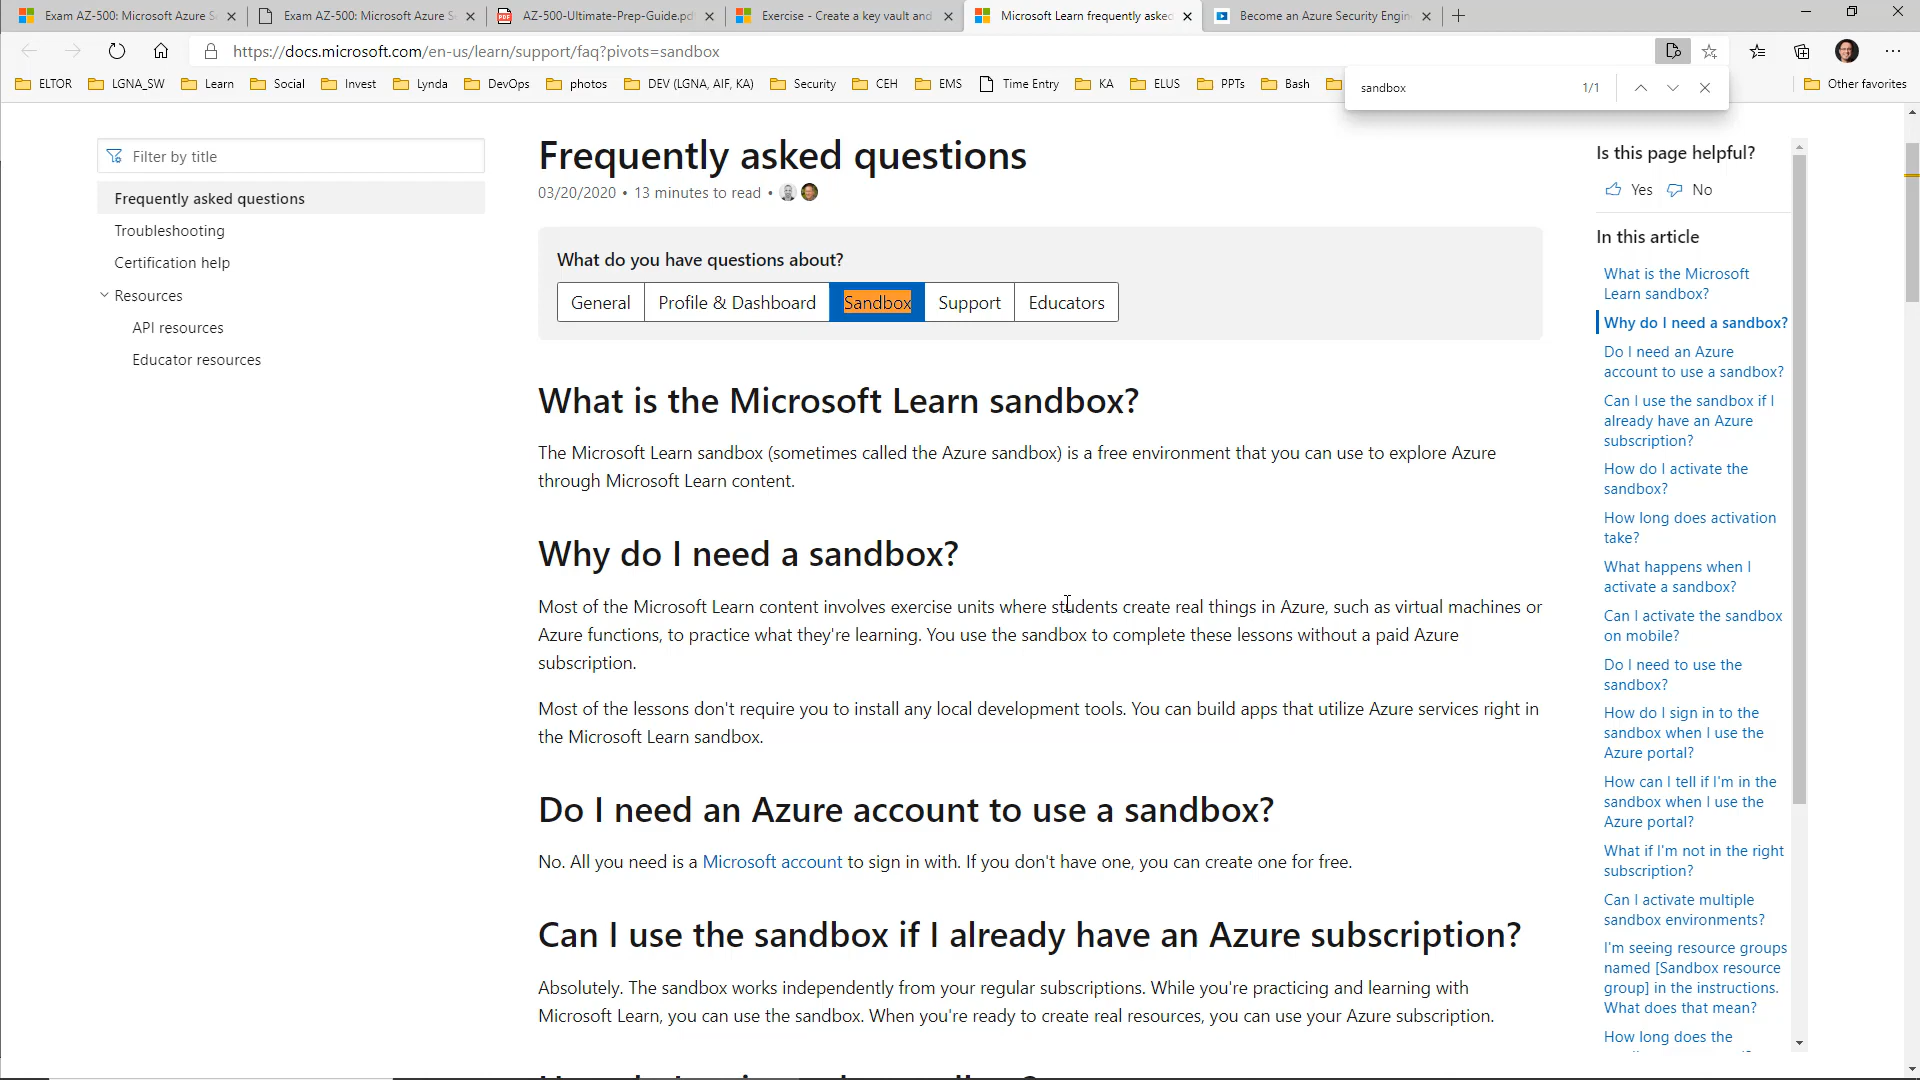 Exam AZ-500: Microsoft Azure S
Exam AZ-500: Microsoft Azure S
AZ-500-Ultimate-Prep-Guide.pdf
Exercise - Create a key vault and
Microsoft Learn frequently asked
Become an Azure Security Engin
https://docs.microsoft.com/en-us/learn/support/faq?pivots=sandbox
ELTOR
LGNA_SW
Learn
Social
Invest
Lynda
DevOps
photos
DEV (LGNA, AIF, KA)
Security
CEH
EMS
Time Entry
KA
ELUS
PPTs
Bash
Other favorites
sandbox
1/1
Filter by title
Frequently asked questions
Troubleshooting
Certification help
Resources
API resources
Educator resources
Frequently asked questions
03/20/2020 • 13 minutes to read •
What do you have questions about?
General
Profile & Dashboard
Sandbox
Support
Educators
What is the Microsoft Learn sandbox?
The Microsoft Learn sandbox (sometimes called the Azure sandbox) is a free environment that you can use to explore Azure
through Microsoft Learn content.
Why do I need a sandbox?
Most of the Microsoft Learn content involves exercise units where students create real things in Azure, such as virtual machines or
Azure functions, to practice what they're learning. You use the sandbox to complete these lessons without a paid Azure
subscription.
Most of the lessons don't require you to install any local development tools. You can build apps that utilize Azure services right in
the Microsoft Learn sandbox.
Do I need an Azure account to use a sandbox?
No. All you need is a Microsoft account to sign in with. If you don't have one, you can create one for free.
Can I use the sandbox if I already have an Azure subscription?
Absolutely. The sandbox works independently from your regular subscriptions. While you're practicing and learning with
Microsoft Learn, you can use the sandbox. When you're ready to create real resources, you can use your Azure subscription.
Is this page helpful?
Yes
No
In this article
What is the Microsoft
Learn sandbox?
Why do I need a sandbox?
Do I need an Azure
account to use a sandbox?
Can I use the sandbox if I
already have an Azure
subscription?
How do I activate the
sandbox?
How long does activation
take?
What happens when I
activate a sandbox?
Can I activate the sandbox
on mobile?
Do I need to use the
sandbox?
How do I sign in to the
sandbox when I use the
Azure portal?
How can I tell if I'm in the
sandbox when I use the
Azure portal?
What if I'm not in the right
subscription?
Can I activate multiple
sandbox environments?
I'm seeing resource groups
named [Sandbox resource
group] in the instructions.
What does that mean?
How long does the